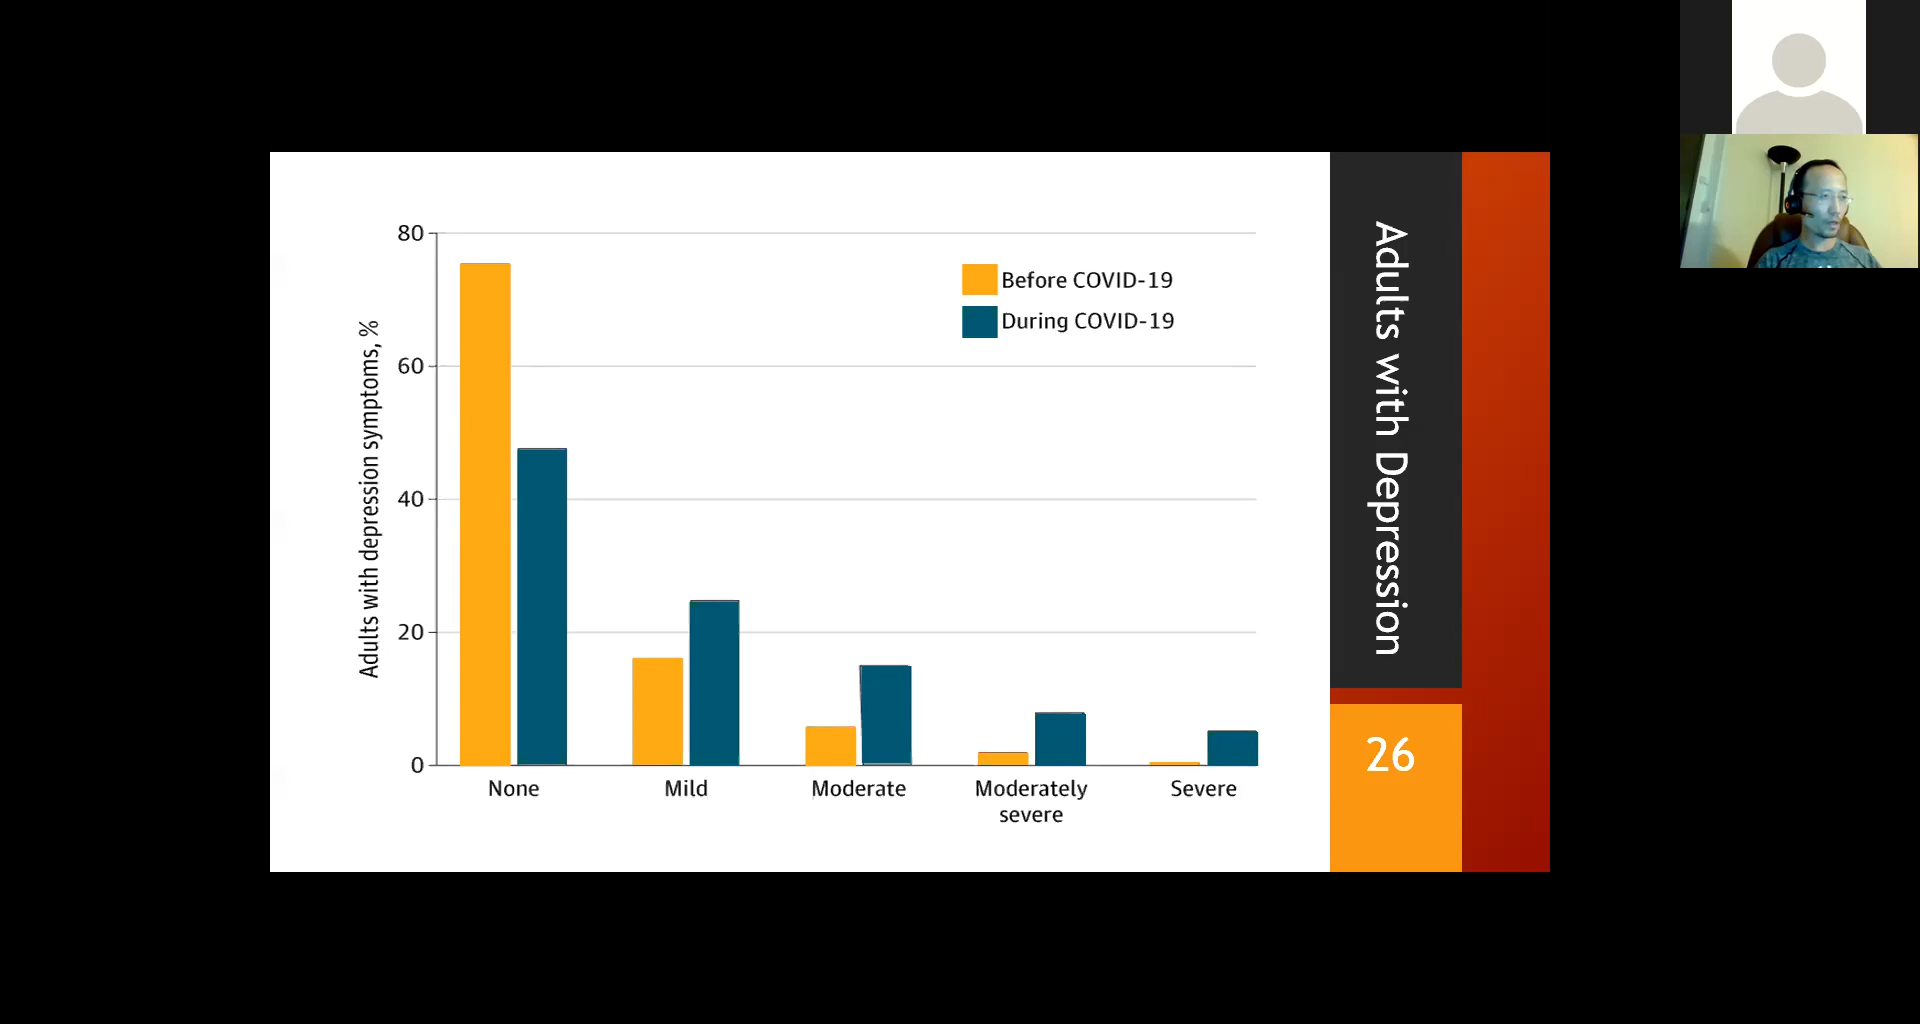 80
60
40
20
0
Adults with depression symptoms, %
Before COVID-19
During COVID-19
None
Mild
Moderate
Moderately
severe
Severe
Adults with Depression
26